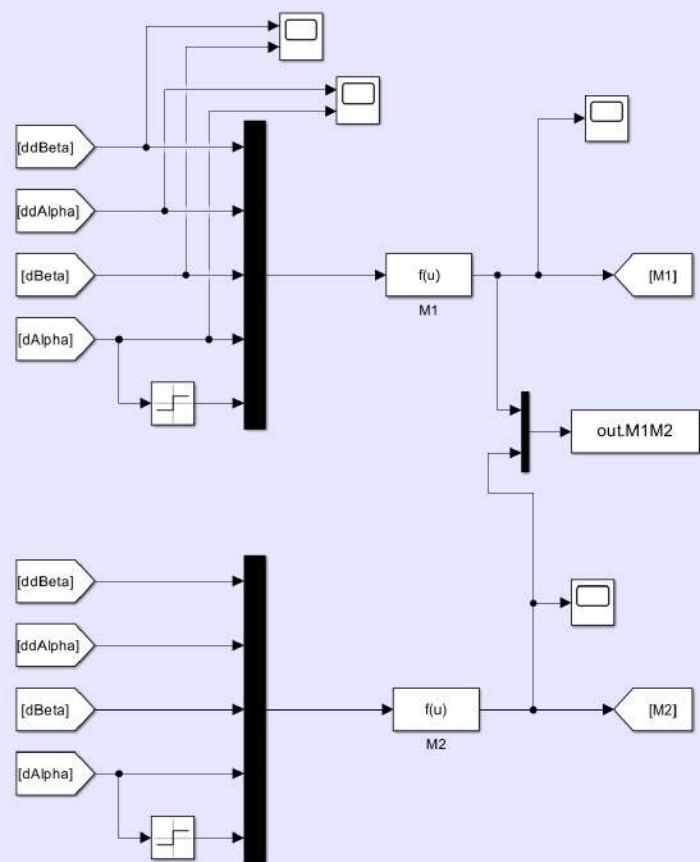 [ddBeta]
[ddAlpha]
[dBeta]
f(u)
[M1]
M1
[dAlpha]
out.M1M2
[ddBeta]
[ddAlpha]
[dBeta]
f(u)
[M2]
M2
[dAlpha]